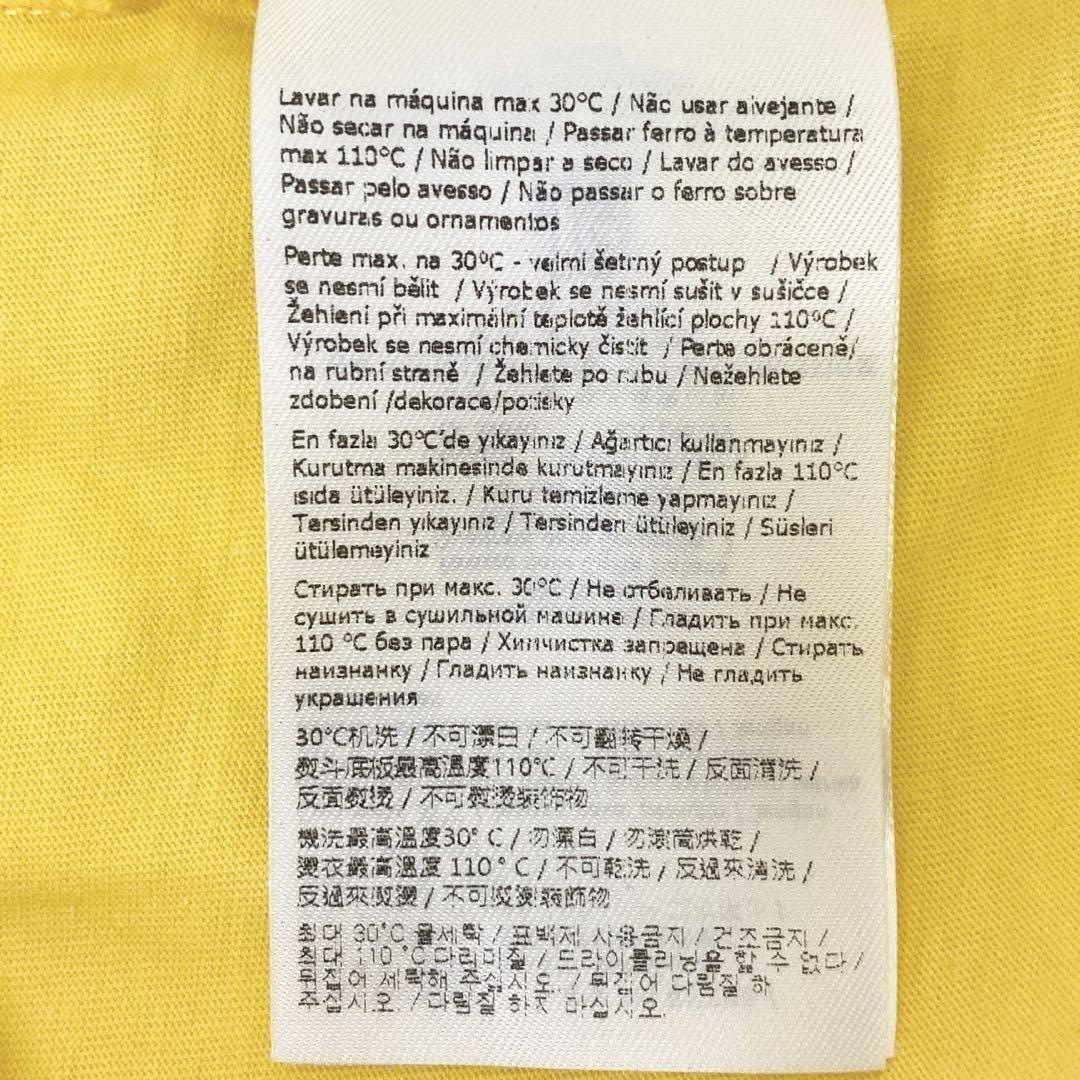 Lavar na máquina max 30°C / Não usar alvejante /
Não secar na máquina / Passar ferro à temperatura
max 110°C / Não limpar a seco / Lavar do avesso /
Passar pelo avesso / Não passar o ferro sobre
gravuras ou ornamentos
Perte max. na 30°C - velmi šetrný postup / Výrobek
se nesmí bělit / Výrobek se nesmí sušit v sušičce /
Žehlení při maximální teplotě žehlící plochy 110°C /
Výrobek se nesmí chemicky čistit / Perte obráceně/
na rubní straně / Žehlete po rubu / Nežehlete
zdobení /dekorace/potisky
En fazla 30°C'de yıkayınız / Ağartıcı kullanmayınız /
Kurutma makinesinde kurutmayınız / En fazla 110°C
ısıda ütüleyiniz. / Kuru temizleme yapmayınız /
Tersinden yıkayınız / Tersinden ütüleyiniz / Süsleri
ütülemeyiniz
Стирать при макс. 30°C / Не отбеливать / Не
сушить в сушильной машине / Гладить при макс.
110 °C без пара / Химчистка запрещена / Стирать
наизнанку / Гладить наизнанку / Не гладить
украшения
30°C机洗 / 不可漂白 / 不可翻转干燥 /
熨斗底板最高温度110°C / 不可干洗 / 反面清洗 /
反面熨烫 / 不可熨烫装饰物
機洗最高溫度30° C / 勿漂白 / 勿滾筒烘乾 /
燙衣最高溫度 110 ° C / 不可乾洗 / 反過來清洗 /
反過來熨燙 / 不可熨燙裝飾物
최대 30°C 물세탁 / 표백제 사용금지 / 건조금지 /
최대 110°C 다리미질 / 드라이클리닝을 할 수 없다 /
뒤집어 세탁해 주십시오. / 뒤집어 다림질 하
주십시오. / 다림질 하지 마십시오.